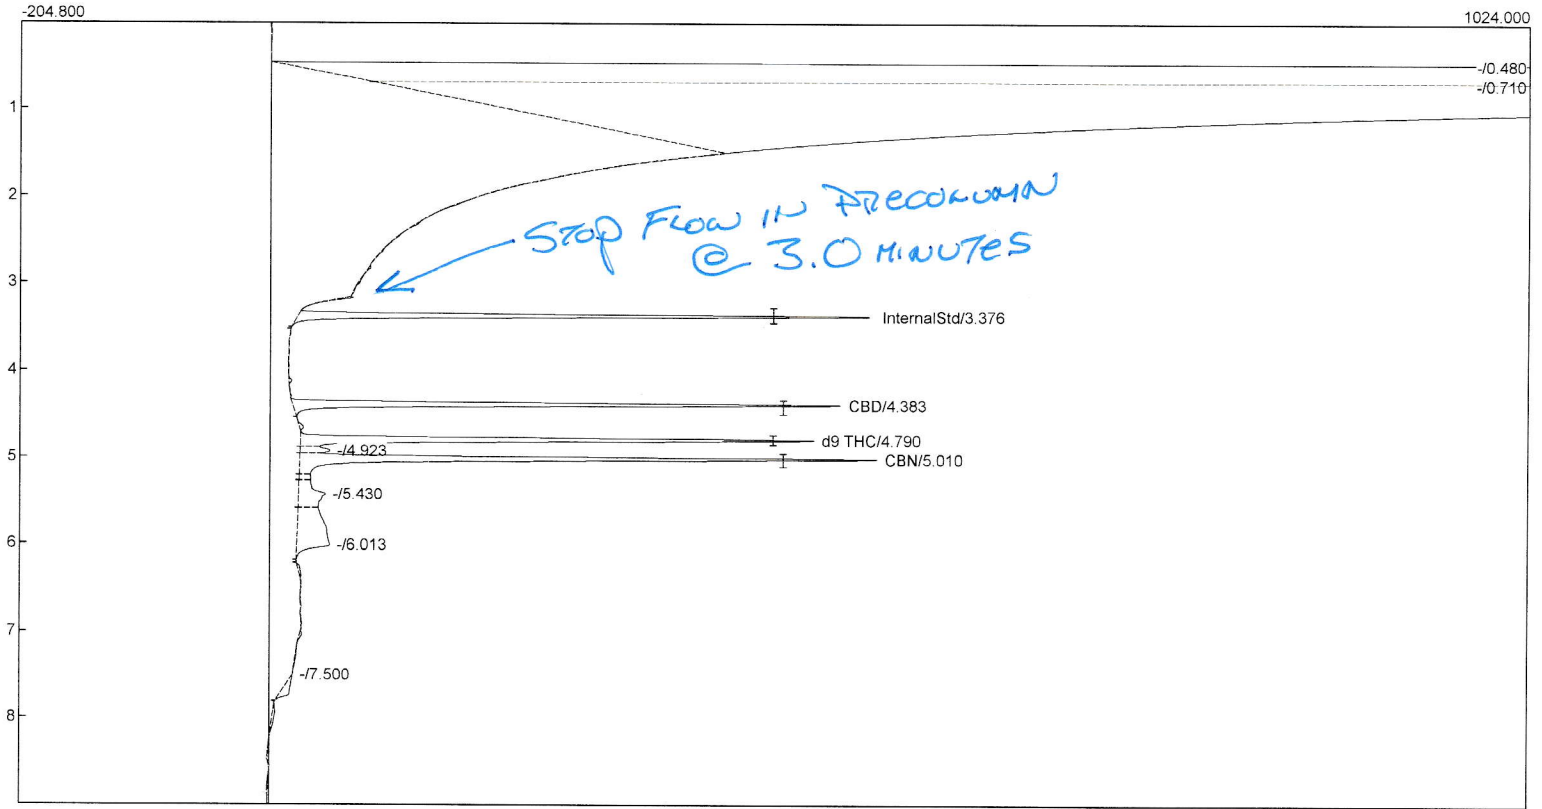 -204.800
1024.000
-/0.480
-/0.710
1
2
STOP FLOW IN PRECOLUMN
@ 3.0 MINUTES
3
InternalStd/3.376
4
CBD/4.383
d9 THC/4.790
-/4.923
5
CBN/5.010
-/5.430
6
-/6.013
7
-/7.500
8